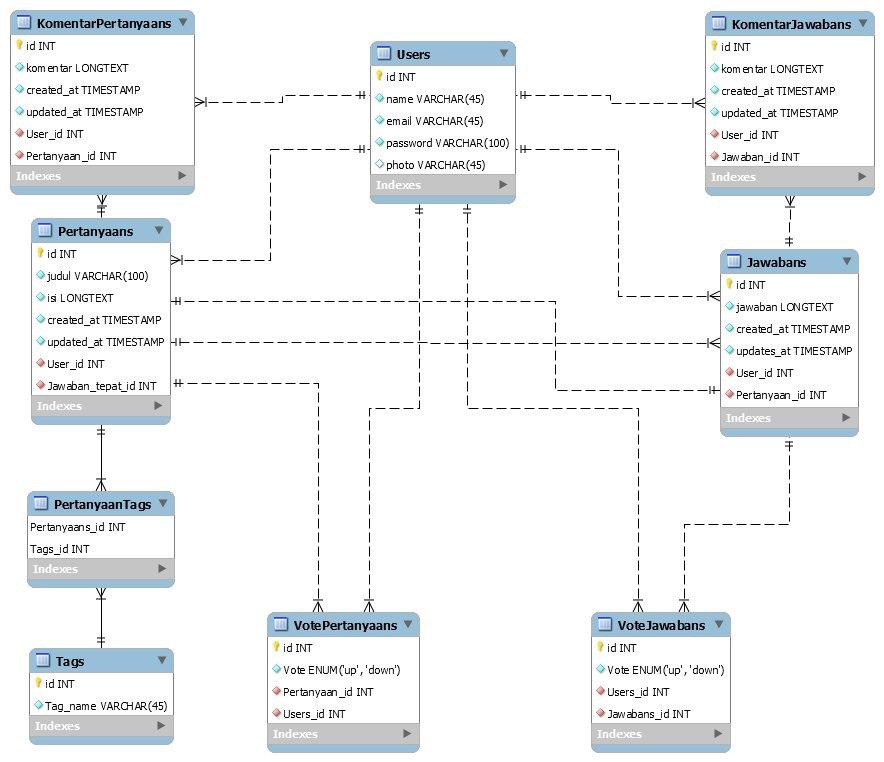 KomentarPertanyaans
id INT
komentar LONGTEXT
created_at TIMESTAMP
updated_at TIMESTAMP
User_id INT
Pertanyaan_id INT
Indexes
Users
id INT
name VARCHAR(45)
email VARCHAR(45)
password VARCHAR(100)
photo VARCHAR(45)
Indexes
KomentarJawabans
id INT
komentar LONGTEXT
created_at TIMESTAMP
updated_at TIMESTAMP
User_id INT
Jawaban_id INT
Indexes
Pertanyaans
id INT
judul VARCHAR(100)
isi LONGTEXT
created_at TIMESTAMP
updated_at TIMESTAMP
User_id INT
Jawaban_tepat_id INT
Indexes
Jawabans
id INT
jawaban LONGTEXT
created_at TIMESTAMP
updates_at TIMESTAMP
User_id INT
Pertanyaan_id INT
Indexes
PertanyaanTags
Pertanyaans_id INT
Tags_id INT
Indexes
Tags
id INT
Tag_name VARCHAR(45)
Indexes
VotePertanyaans
id INT
Vote ENUM('up', 'down')
Pertanyaan_id INT
Users_id INT
Indexes
VoteJawabans
id INT
Vote ENUM('up', 'down')
Users_id INT
Jawabans_id INT
Indexes